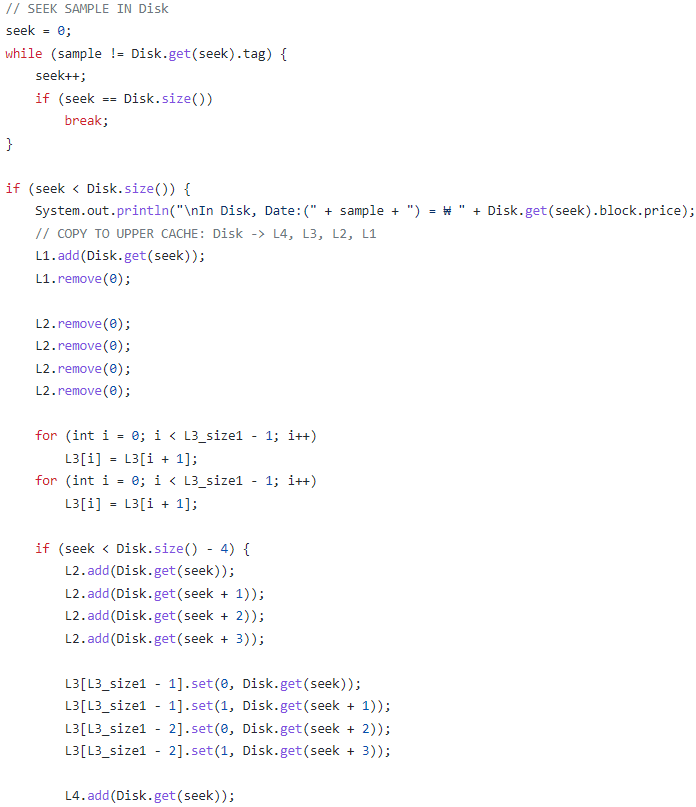 // SEEK SAMPLE IN Disk
seek = 0;
while (sample != Disk.get(seek).tag) {
    seek++;
    if (seek == Disk.size())
        break;
}

if (seek < Disk.size()) {
    System.out.println("\nIn Disk, Date:(" + sample + ") = ₩ " + Disk.get(seek).block.price);
    // COPY TO UPPER CACHE: Disk -> L4, L3, L2, L1
    L1.add(Disk.get(seek));
    L1.remove(0);

    L2.remove(0);
    L2.remove(0);
    L2.remove(0);
    L2.remove(0);

    for (int i = 0; i < L3_size1 - 1; i++)
        L3[i] = L3[i + 1];
    for (int i = 0; i < L3_size1 - 1; i++)
        L3[i] = L3[i + 1];

    if (seek < Disk.size() - 4) {
        L2.add(Disk.get(seek));
        L2.add(Disk.get(seek + 1));
        L2.add(Disk.get(seek + 2));
        L2.add(Disk.get(seek + 3));

        L3[L3_size1 - 1].set(0, Disk.get(seek));
        L3[L3_size1 - 1].set(1, Disk.get(seek + 1));
        L3[L3_size1 - 2].set(0, Disk.get(seek + 2));
        L3[L3_size1 - 2].set(1, Disk.get(seek + 3));

        L4.add(Disk.get(seek));